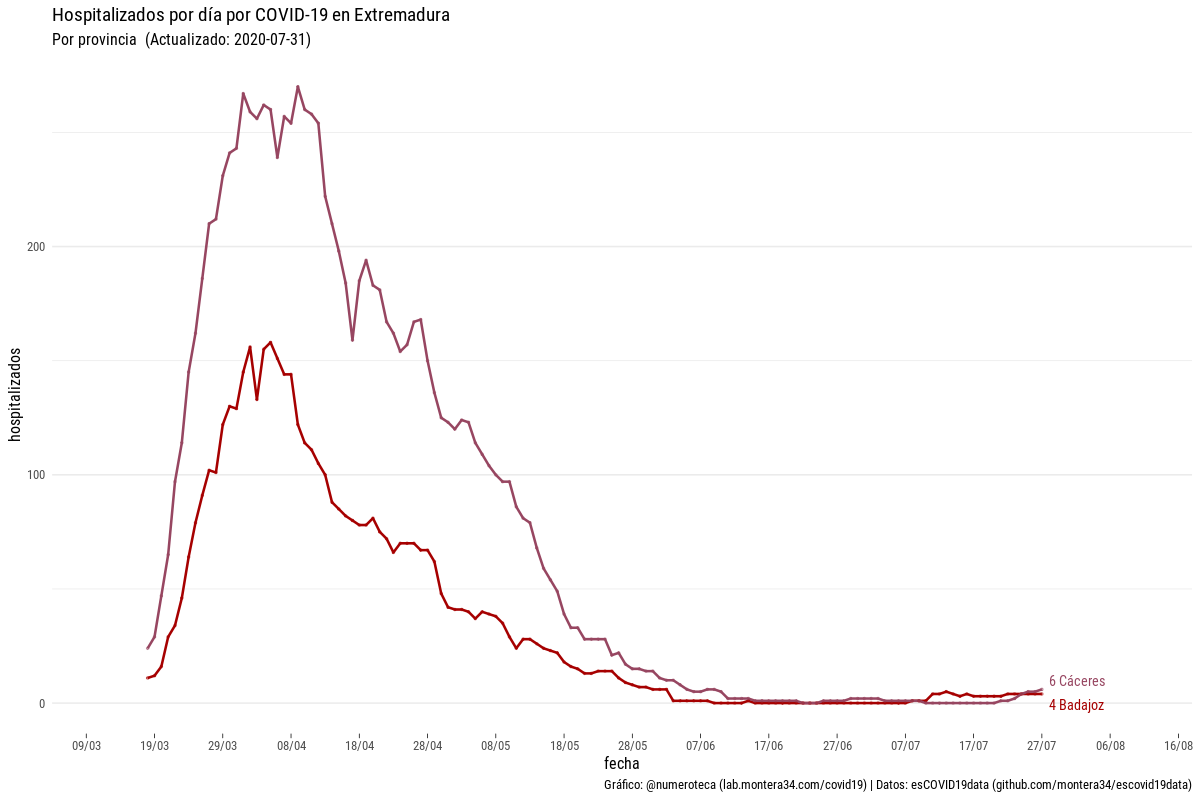 Hospitalizados por día por COVID-19 en Extremadura
Por provincia  (Actualizado: 2020-07-31)
hospitalizados
200
100
0
6 Cáceres
4 Badajoz
09/03 19/03 29/03 08/04 18/04 28/04 08/05 18/05 28/05 07/06 17/06 27/06 07/07 17/07 27/07 06/08 16/08
fecha
Gráfico: @numeroteca (lab.montera34.com/covid19) | Datos: esCOVID19data (github.com/montera34/escovid19data)